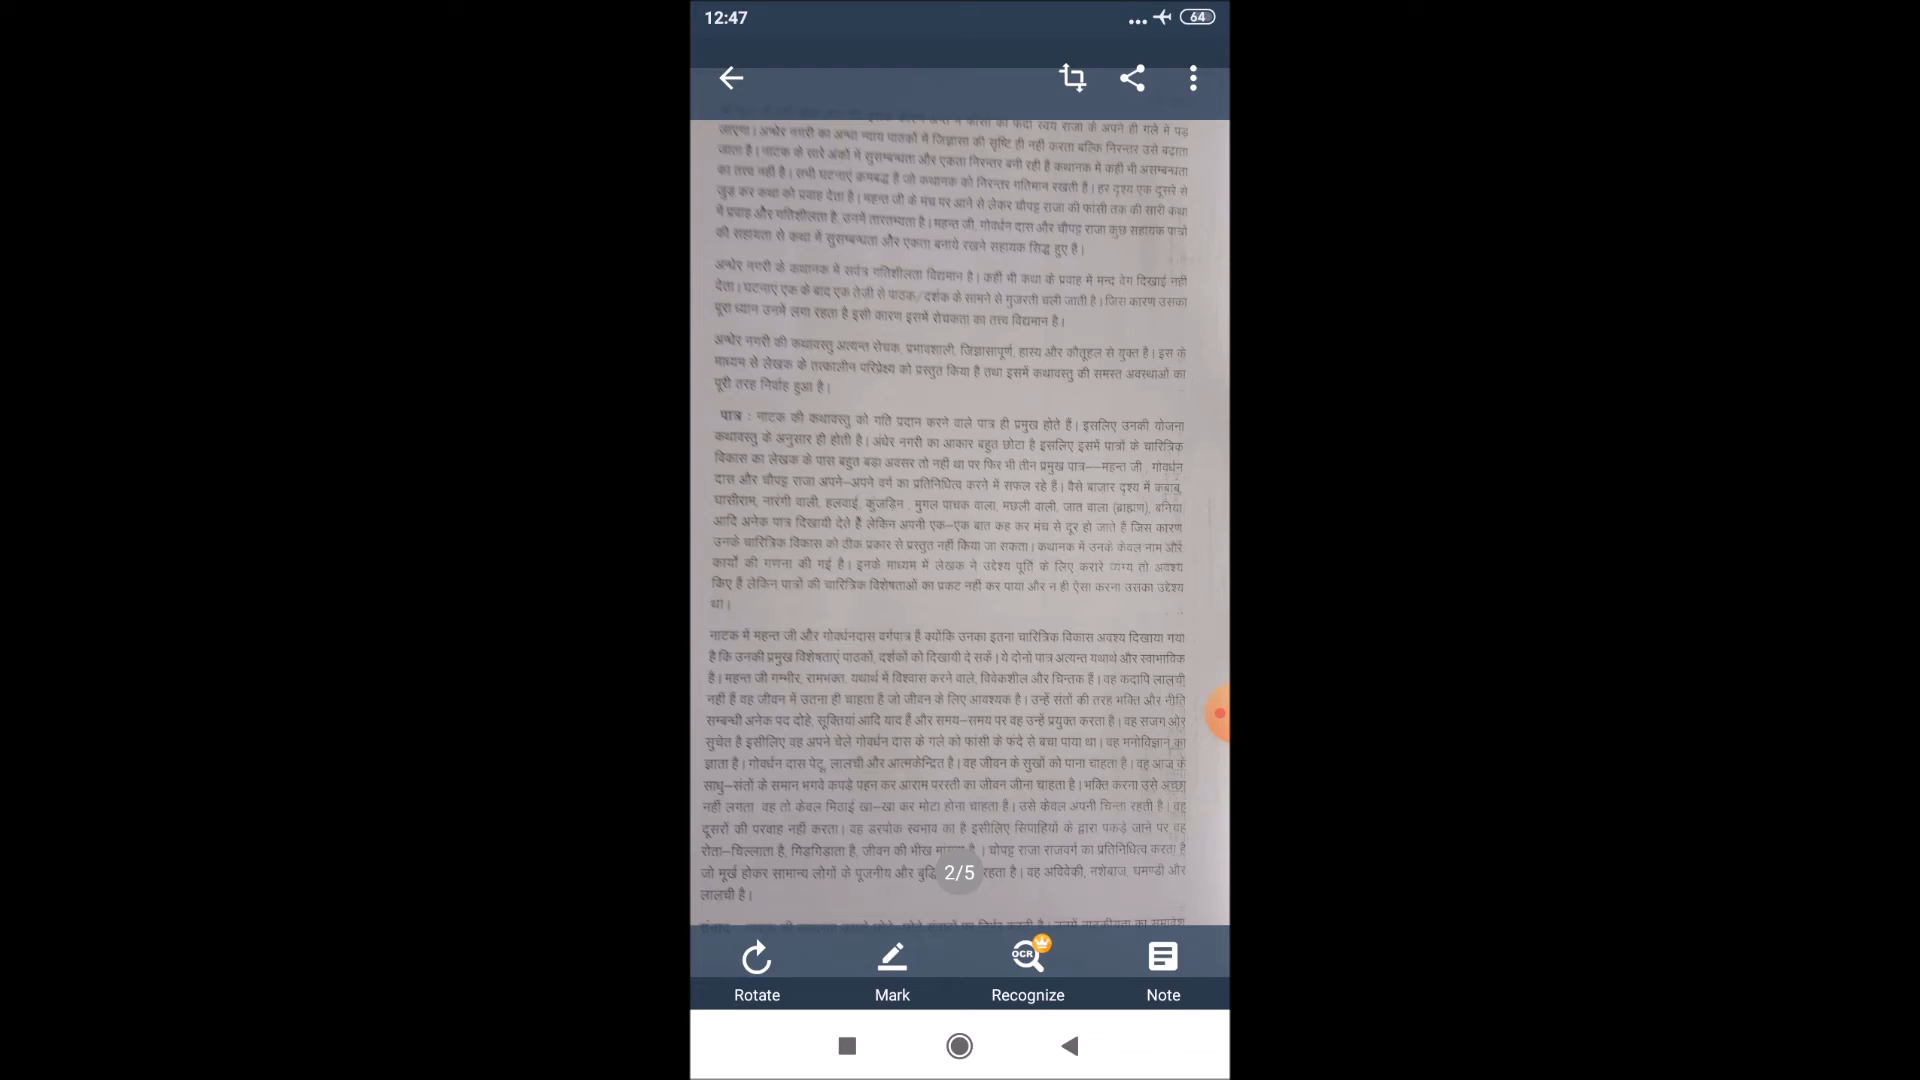 12:47
64
जाएगा। अन्धेर नगरी का अन्धा न्याय पाठकों में जिज्ञासा की सृष्टि ही नहीं करता बल्कि निरन्तर उसे बढ़ाता
जाता है। नाटक के सारे अंको में सुसम्बन्धता और एकता निरन्तर बनी रही है कथानक में कही भी असम्बन्धता
का तत्त्व नहीं है। सभी घटनाएं कमबद्ध है जो कथानक को निरन्तर गतिमान रखती है। हर दृश्य एक दूसरे से
जुड़ कर कथा को प्रवाह देता है। महन्त जी के मंच पर आने से लेकर चौपट्ट राजा की फांसी तक की सारी कथा
में प्रवाह और गतिशीलता है, उनमें तारतम्यता है। महन्त जी, गोवर्धन दास और चौपट्ट राजा कुछ सहायक पात्रों
की सहायता से कथा में सुसम्बन्धता और एकता बनाये रखने सहायक सिद्ध हुए है।
अन्धेर नगरी के कथानक में सर्वत्र गतिशीलता विद्यमान है। कहीं भी कथा के प्रवाह में मन्द वेग दिखाई नहीं
देता। घटनाएं एक के बाद एक तेजी से पाठक/दर्शक के सामने से गुजरती चली जाती है। जिस कारण उसका
पूरा ध्यान उनमें लगा रहता है इसी कारण इसमें रोचकता का तत्त्व विद्यमान है।
अन्धेर नगरी की कथावस्तु अत्यन्त रोचक, प्रभावशाली, जिज्ञासापूर्ण, हास्य और कौतूहल से युक्त है। इस के
माध्यम से लेखक के तत्कालीन परिप्रेक्ष्य को प्रस्तुत किया है तथा इसमें कथावस्तु की समस्त अवस्थाओं का
पूरी तरह निर्वाह हुआ है।
पात्र : नाटक की कथावस्तु को गति प्रदान करने वाले पात्र ही प्रमुख होते हैं। इसलिए उनकी योजना
कथावस्तु के अनुसार ही होती है। अंधेर नगरी का आकार बहुत छोटा है इसलिए इसमें पात्रों के चारित्रिक
विकास का लेखक के पास बहुत बड़ा अवसर तो नही था पर फिर भी तीन प्रमुख पात्र—महन्त जी , गोवर्धन
दास और चौपट्ट राजा अपने–अपने वर्ग का प्रतिनिधित्व करने में सफल रहे हैं। वैसे बाजार दृश्य में कबाब,
घासीराम, नारंगी वाली, हलवाई, कुंजड़िन , मुगल पाचक वाला, मछली वाली, जात वाला (ब्राह्मण), बनिया
आदि अनेक पात्र दिखायी देते हैं लेकिन अपनी एक–एक बात कह कर मंच से दूर हो जाते है जिस कारण
उनके चारित्रिक विकास को ठीक प्रकार से प्रस्तुत नहीं किया जा सकता। कथानक में उनके केवल नाम और
कार्यों की गणना की गई है। इनके माध्यम में लेखक ने उद्देश्य पूर्ति के लिए करारे व्यंग्य तो अवश्य
किए हैं लेकिन पात्रों की चारित्रिक विशेषताओं का प्रकट नहीं कर पाया और न ही ऐसा करना उसका उद्देश्य
था।
नाटक में महन्त जी और गोवर्धनदास वर्गपात्र हैं क्योंकि उनका इतना चारित्रिक विकास अवश्य दिखाया गया
है कि उनकी प्रमुख विशेषताएं पाठकों, दर्शकों को दिखायी दे सकें। ये दोनों पात्र अत्यन्त यथार्थ और स्वाभाविक
है। महन्त जी गम्भीर, रामभक्त, यथार्थ में विश्वास करने वाले, विवेकशील और चिन्तक हैं। वह कदापि लालची
नही हैं वह जीवन में उतना ही चाहता है जो जीवन के लिए आवश्यक है। उन्हें संतों की तरह भक्ति और नीति
सम्बन्धी अनेक पद दोहे, सूक्तियां आदि याद हैं और समय–समय पर वह उन्हें प्रयुक्त करता है। वह सजग और
सुचेत है इसीलिए वह अपने चेले गोवर्धन दास के गले को फांसी के फंदे से बचा पाया था। वह मनोविज्ञान का
ज्ञाता है। गोवर्धन दास पेटू, लालची और आत्मकेन्द्रित है। वह जीवन के सुखों को पाना चाहता है। वह आज के
साधु–संतों के समान भगवे कपड़े पहन कर आराम परस्ती का जीवन जीना चाहता है। भक्ति करना उसे अच्छा
नहीं लगता वह तो केवल मिठाई खा–खा कर मोटा होना चाहता है। उसे केवल अपनी चिन्ता रहती है। वह
दूसरों की परवाह नहीं करता। वह डरपोक स्वभाव का है इसीलिए सिपाहियों के द्वारा पकड़े जाने पर वह
रोता–चिल्लाता है, गिड़गिड़ाता है, जीवन की भीख है । चोपट्ट राजा राजवर्ग का प्रतिनिधित्व करता है
जो मूर्ख होकर सामान्य लोगों के पूजनीय और रहता है। वह अविवेकी, नशेबाज, घमण्डी और
लालची है।
2/5
OCR
Rotate Mark Recognize Note